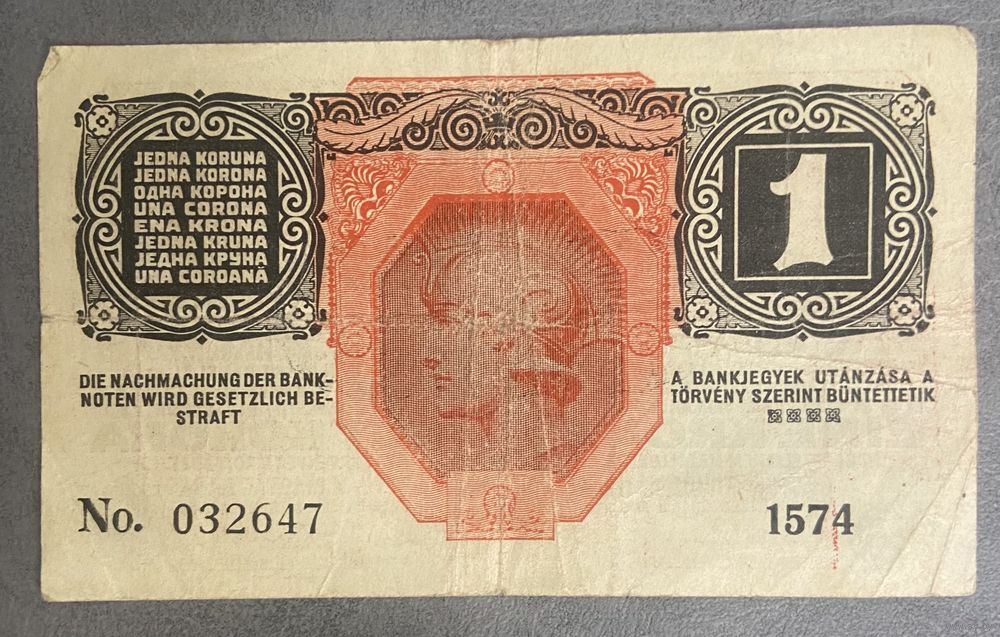 JEDNA KORUNA
JEDNA KORONA
ОДНА КОРОНА
UNA CORONA
ENA KRONA
JEDNA KRUNA
ЈЕДНА КРУНА
UNA COROANĂ
1
DIE NACHMACHUNG DER BANK-
NOTEN WIRD GESETZLICH BE-
STRAFT
A BANKJEGYEK UTÁNZÁSA A
TÖRVÉNY SZERINT BÜNTETTETIK
No. 032647
1574